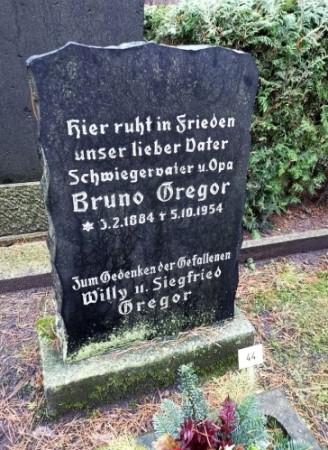 Hier ruht in Frieden
unser lieber Vater
Schwiegervater u. Opa
Bruno Gregor
* 3.2.1884 † 5.10.1954
Zum Gedenken der Gefallenen
Willy u. Siegfried
Gregor
44